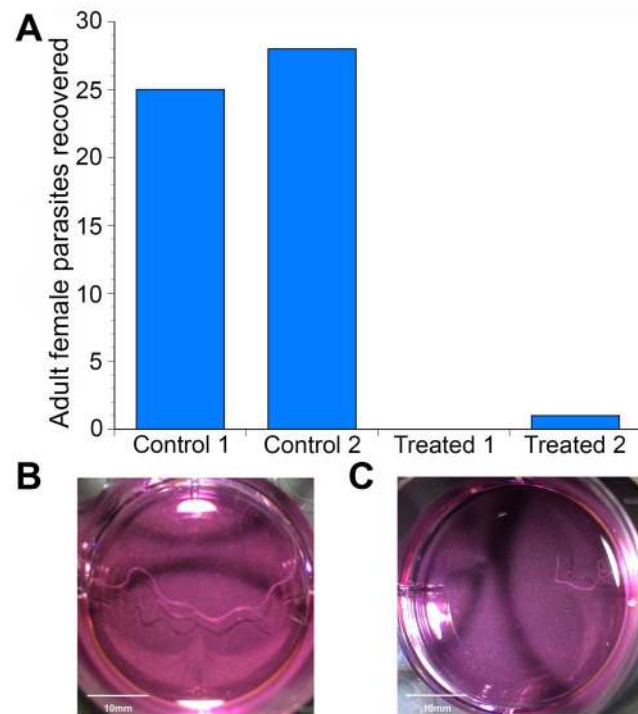 A
Adult female parasites recovered
30
25
20
15
10
5
0
Control 1 Control 2 Treated 1 Treated 2
B
C
10mm
10mm